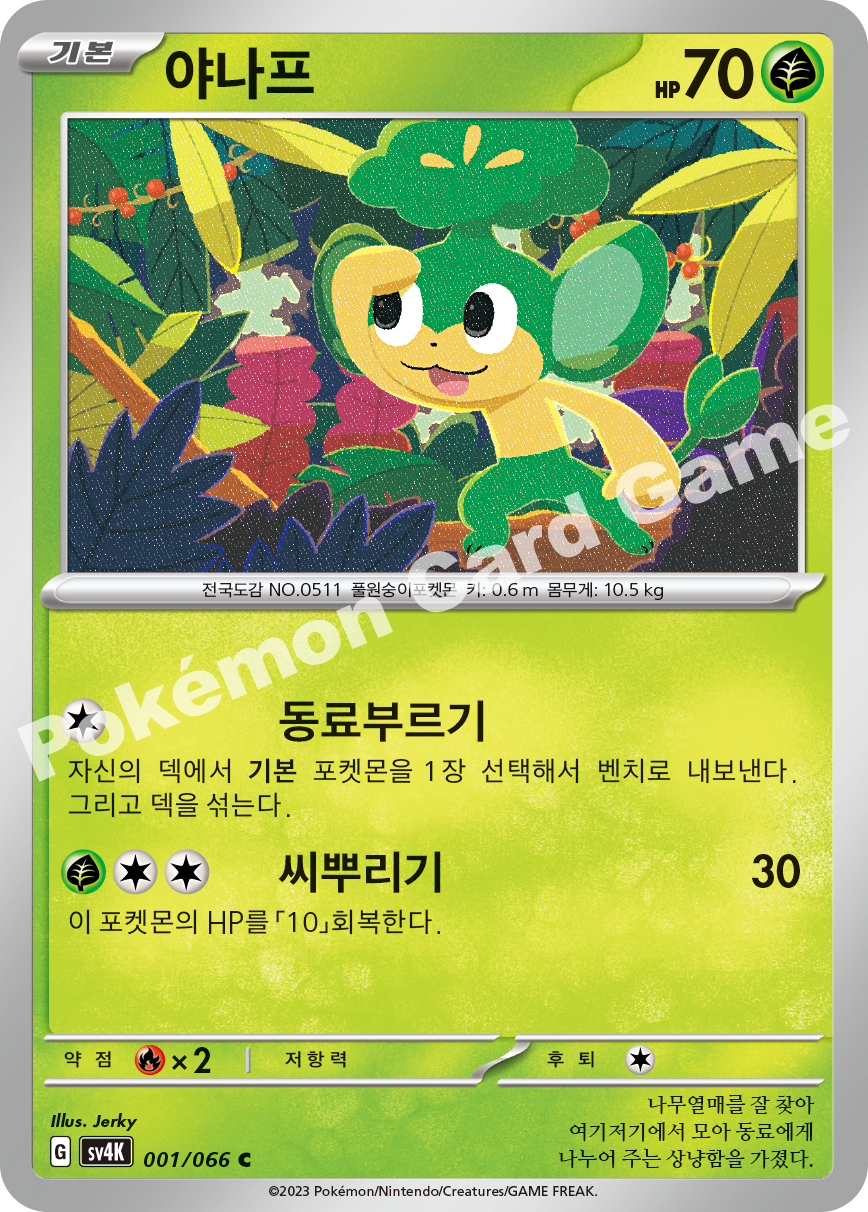 기본
야나프
HP 70
전국도감 NO.0511 풀원숭이포켓몬 키: 0.6 m 몸무게: 10.5 kg
Pokémon Card Game
동료부르기
자신의 덱에서 기본 포켓몬을 1장 선택해서 벤치로 내보낸다.
그리고 덱을 섞는다.
씨뿌리기 30
이 포켓몬의 HP를 「10」회복한다.
약점 ×2 저항력 후퇴
Illus. Jerky
G sv4K 001/066 C
나무열매를 잘 찾아
여기저기에서 모아 동료에게
나누어 주는 상냥함을 가졌다.
©2023 Pokémon/Nintendo/Creatures/GAME FREAK.